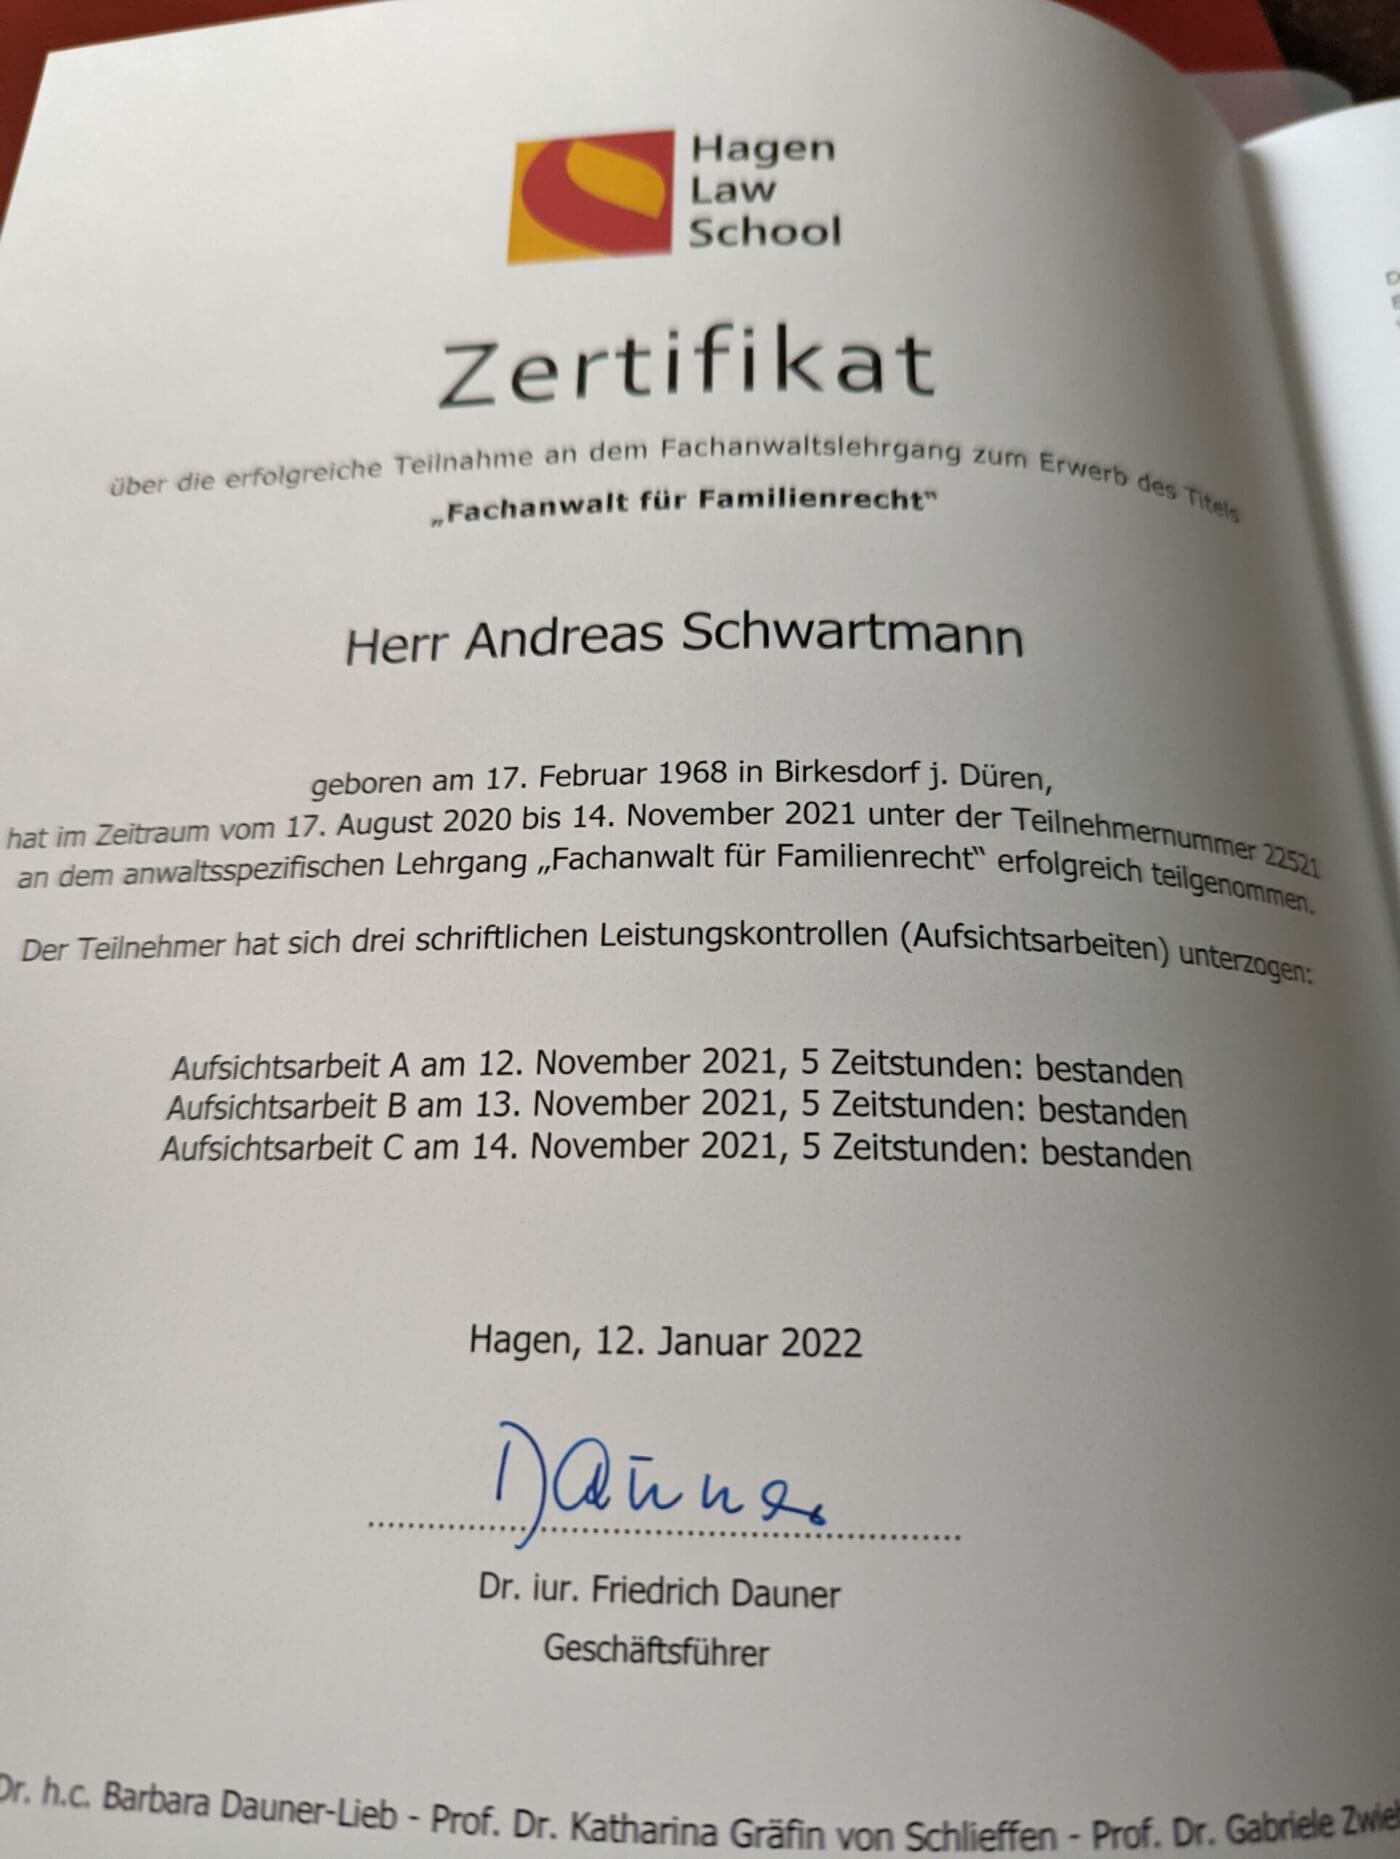 Hagen
Law
School
Zertifikat
über die erfolgreiche Teilnahme an dem Fachanwaltslehrgang zum Erwerb des Titels
„Fachanwalt für Familienrecht“
Herr Andreas Schwartmann
geboren am 17. Februar 1968 in Birkesdorf j. Düren,
hat im Zeitraum vom 17. August 2020 bis 14. November 2021 unter der Teilnehmernummer 22521
an dem anwaltsspezifischen Lehrgang „Fachanwalt für Familienrecht“ erfolgreich teilgenommen.
Der Teilnehmer hat sich drei schriftlichen Leistungskontrollen (Aufsichtsarbeiten) unterzogen:
Aufsichtsarbeit A am 12. November 2021, 5 Zeitstunden: bestanden
Aufsichtsarbeit B am 13. November 2021, 5 Zeitstunden: bestanden
Aufsichtsarbeit C am 14. November 2021, 5 Zeitstunden: bestanden
Hagen, 12. Januar 2022
Dauner
Dr. iur. Friedrich Dauner
Geschäftsführer
Dr. h.c. Barbara Dauner-Lieb - Prof. Dr. Katharina Gräfin von Schlieffen - Prof. Dr. Gabriele